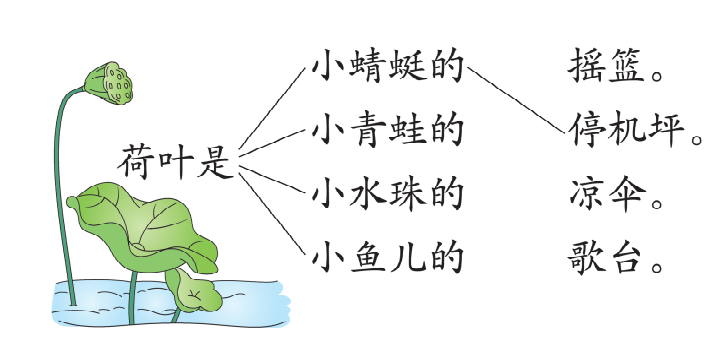 小蜻蜓的 摇篮。
小青蛙的 停机坪。
荷叶是
小水珠的 凉伞。
小鱼儿的 歌台。